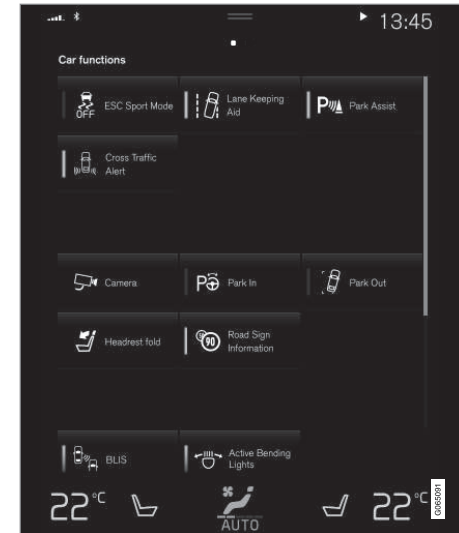 13:45
Car functions
OFF
ESC Sport Mode
Lane Keeping
Aid
P
Park Assist
Cross Traffic
Alert
Camera
P
Park In
Park Out
Headrest fold
90
Road Sign
Information
BLIS
Active Bending
Lights
22°C
AUTO
22°C
G065091